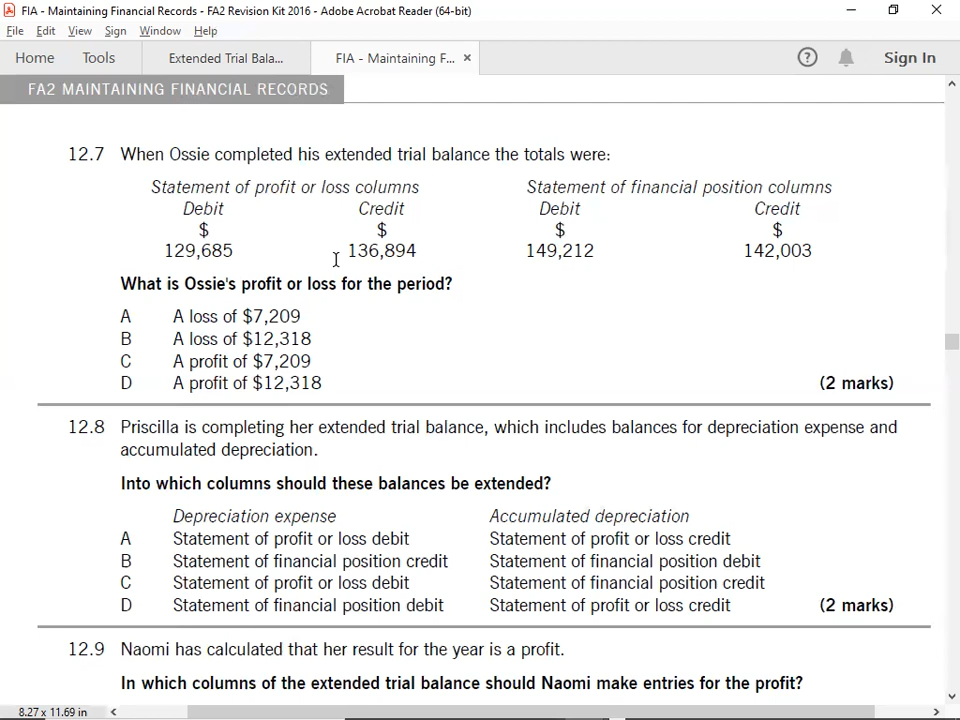 FIA - Maintaining Financial Records - FA2 Revision Kit 2016 - Adobe Acrobat Reader (64-bit)
File Edit View Sign Window Help
Home Tools Extended Trial Bala... FIA - Maintaining F... × ? Sign In
FA2 MAINTAINING FINANCIAL RECORDS
12.7 When Ossie completed his extended trial balance the totals were:
Statement of profit or loss columns Statement of financial position columns
Debit Credit Debit Credit
$ $ $ $
129,685 136,894 149,212 142,003
What is Ossie's profit or loss for the period?
A A loss of $7,209
B A loss of $12,318
C A profit of $7,209
D A profit of $12,318 (2 marks)
12.8 Priscilla is completing her extended trial balance, which includes balances for depreciation expense and
accumulated depreciation.
Into which columns should these balances be extended?
Depreciation expense Accumulated depreciation
A Statement of profit or loss debit Statement of profit or loss credit
B Statement of financial position credit Statement of financial position debit
C Statement of profit or loss debit Statement of financial position credit
D Statement of financial position debit Statement of profit or loss credit (2 marks)
12.9 Naomi has calculated that her result for the year is a profit.
In which columns of the extended trial balance should Naomi make entries for the profit?
8.27 x 11.69 in